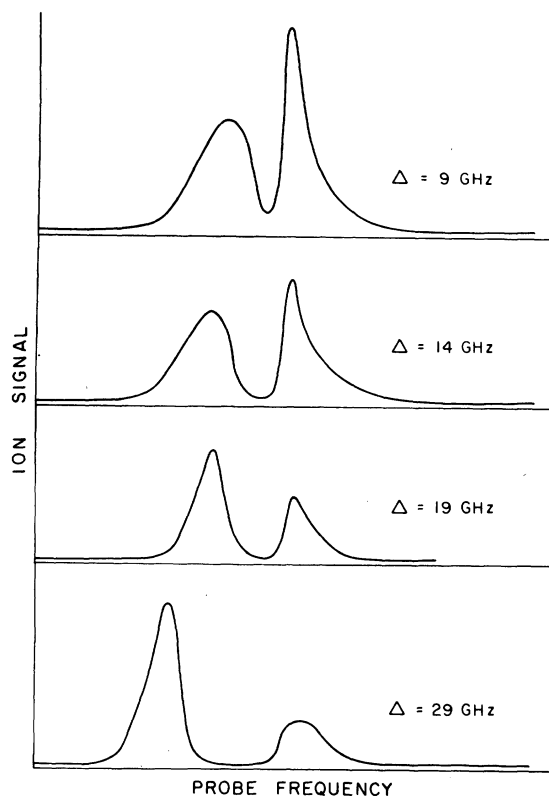 Δ = 9 GHz
Δ = 14 GHz
Δ = 19 GHz
Δ = 29 GHz
ION SIGNAL
PROBE FREQUENCY